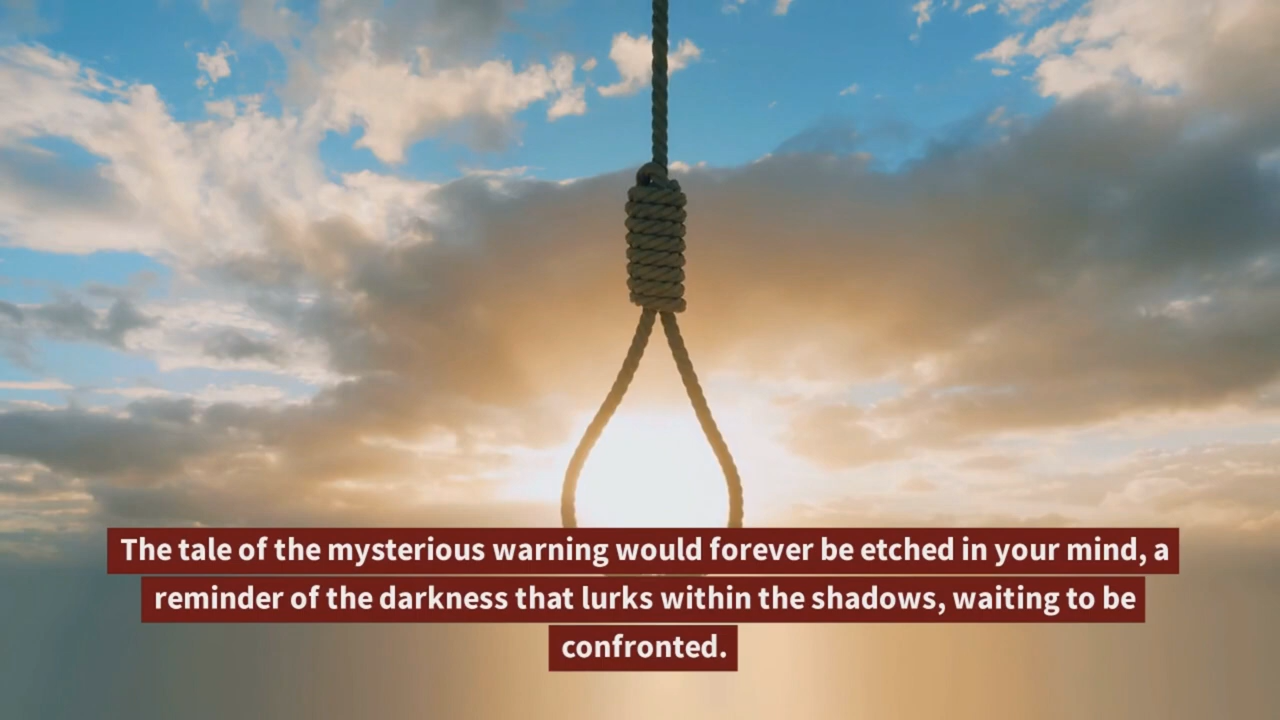 The tale of the mysterious warning would forever be etched in your mind, a
reminder of the darkness that lurks within the shadows, waiting to be
confronted.